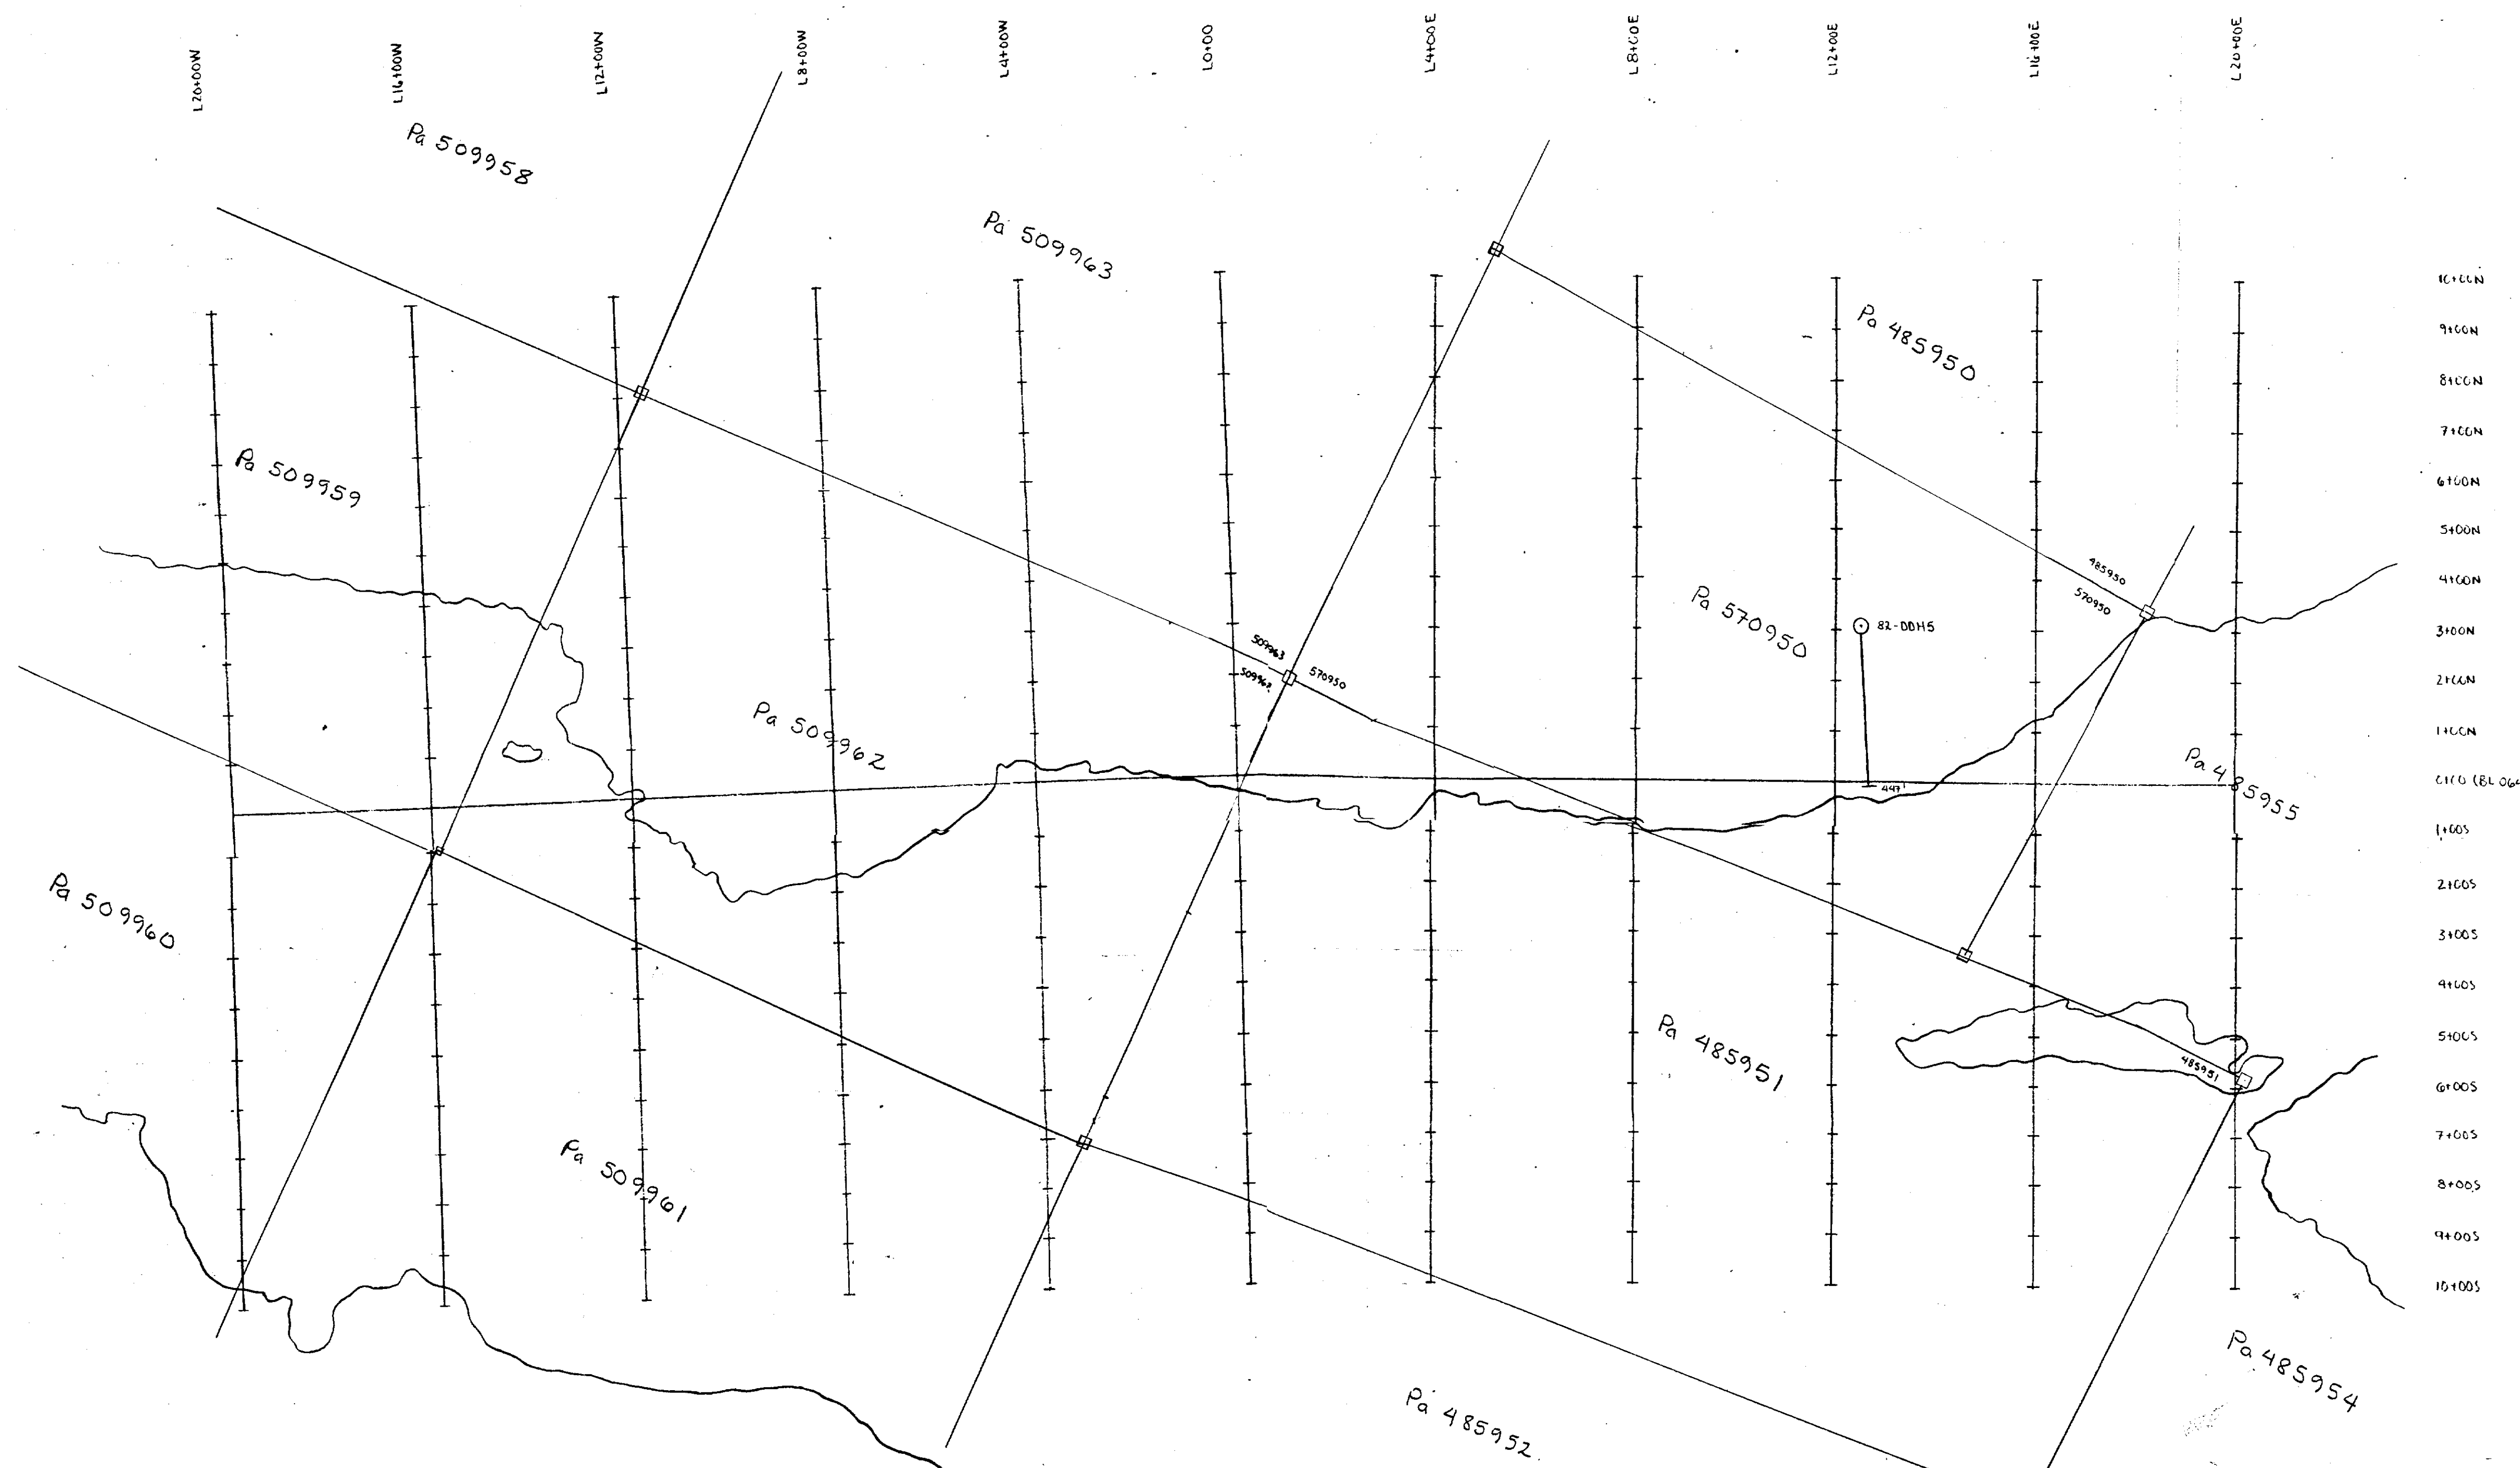 L20+00W
L16+00W
L12+00W
L8+00W
L4+00W
L0+00
L4+00E
L8+00E
L12+00E
L16+00E
L20+00E
Pa 509958
Pa 509963
10+00N
Pa 485950
9+00N
8+00N
7+00N
Pa 509959
6+00N
5+00N
485950
4+00N
570950
Pa 570950
82-DDH5
3+00N
509963
509962
570950
2+00N
Pa 509962
1+00N
Pa 485955
0+00 (BL 06
447'
1+00S
Pa 509960
2+00S
3+00S
4+00S
Pa 485951
5+00S
485951
6+00S
7+00S
Pa 509961
8+00S
9+00S
10+00S
Pa 485954
Pa 485952